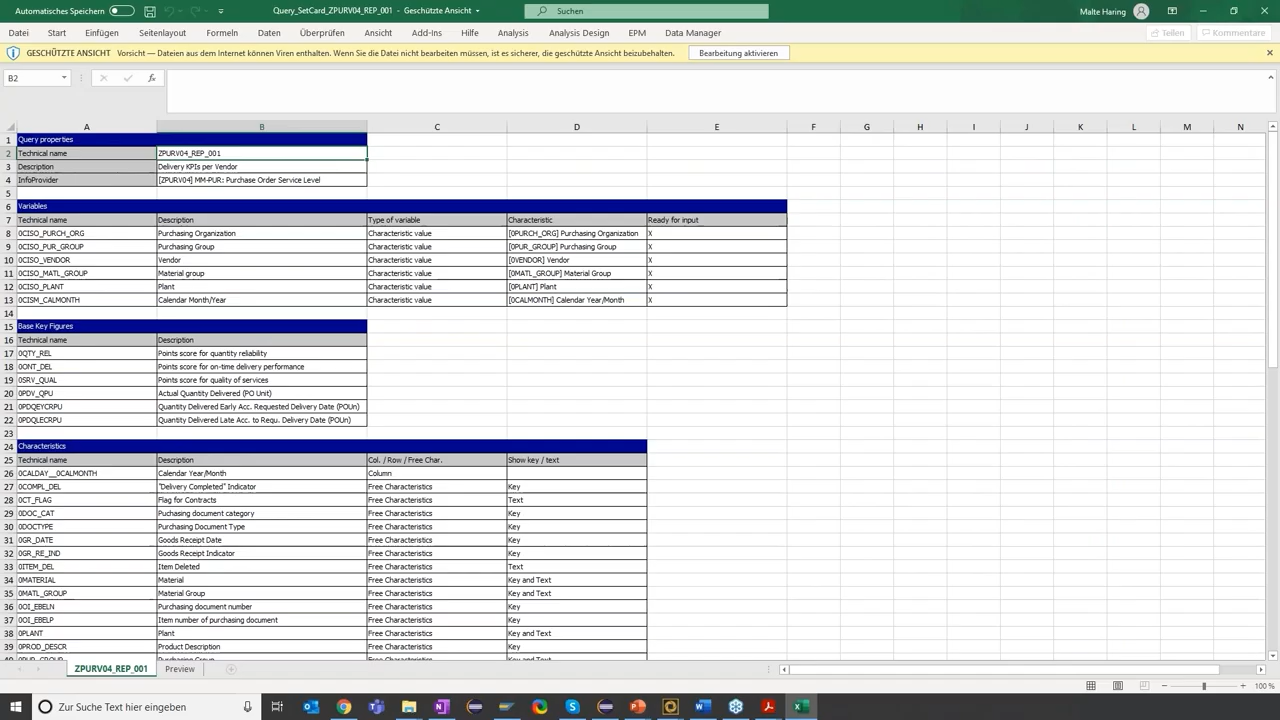 Automatisches Speichern
Query_SetCard_ZPURV04_REP_001 – Geschützte Ansicht
Suchen
Malte Haring
Datei Start Einfügen Seitenlayout Formeln Daten Überprüfen Ansicht Add-Ins Hilfe Analysis Analysis Design EPM Data Manager Teilen Kommentare
GESCHÜTZTE ANSICHT Vorsicht — Dateien aus dem Internet können Viren enthalten. Wenn Sie die Datei nicht bearbeiten müssen, ist es sicherer, die geschützte Ansicht beizubehalten. Bearbeitung aktivieren
B2 fx
A B C D E F G H I J K L M N
1 Query properties
2 Technical name ZPURV04_REP_001
3 Description Delivery KPIs per Vendor
4 InfoProvider [ZPURV04] MM-PUR: Purchase Order Service Level
5
6 Variables
7 Technical name Description Type of variable Characteristic Ready for input
8 0CISO_PURCH_ORG Purchasing Organization Characteristic value [0PURCH_ORG] Purchasing Organization X
9 0CISO_PUR_GROUP Purchasing Group Characteristic value [0PUR_GROUP] Purchasing Group X
10 0CISO_VENDOR Vendor Characteristic value [0VENDOR] Vendor X
11 0CISO_MATL_GROUP Material group Characteristic value [0MATL_GROUP] Material Group X
12 0CISO_PLANT Plant Characteristic value [0PLANT] Plant X
13 0CISM_CALMONTH Calendar Month/Year Characteristic value [0CALMONTH] Calendar Year/Month X
14
15 Base Key Figures
16 Technical name Description
17 0QTY_REL Points score for quantity reliability
18 0ONT_DEL Points score for on-time delivery performance
19 0SRV_QUAL Points score for quality of services
20 0PDV_QPU Actual Quantity Delivered (PO Unit)
21 0PDQEYCRPU Quantity Delivered Early Acc. Requested Delivery Date (POUn)
22 0PDQLECRPU Quantity Delivered Late Acc. to Requ. Delivery Date (POUn)
23
24 Characteristics
25 Technical name Description Col. / Row / Free Char. Show key / text
26 0CALDAY__0CALMONTH Calendar Year/Month Column
27 0COMPL_DEL "Delivery Completed" Indicator Free Characteristics Key
28 0CT_FLAG Flag for Contracts Free Characteristics Text
29 0DOC_CAT Puchasing document category Free Characteristics Key
30 0DOCTYPE Purchasing Document Type Free Characteristics Key
31 0GR_DATE Goods Receipt Date Free Characteristics Key
32 0GR_RE_IND Goods Receipt Indicator Free Characteristics Key
33 0ITEM_DEL Item Deleted Free Characteristics Text
34 0MATERIAL Material Free Characteristics Key and Text
35 0MATL_GROUP Material Group Free Characteristics Key and Text
36 0OI_EBELN Purchasing document number Free Characteristics Key
37 0OI_EBELP Item number of purchasing document Free Characteristics Key
38 0PLANT Plant Free Characteristics Key and Text
39 0PROD_DESCR Product Description Free Characteristics Key
40 0PUR_GROUP Purchasing Group Free Characteristics Key and Text
ZPURV04_REP_001 Preview
100 %
Zur Suche Text hier eingeben